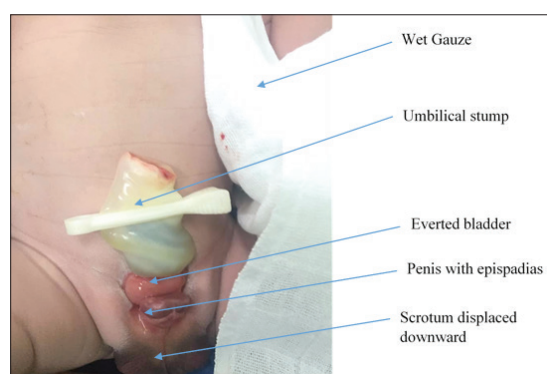 Wet Gauze
Umbilical stump
Everted bladder
Penis with epispadias
Scrotum displaced
downward